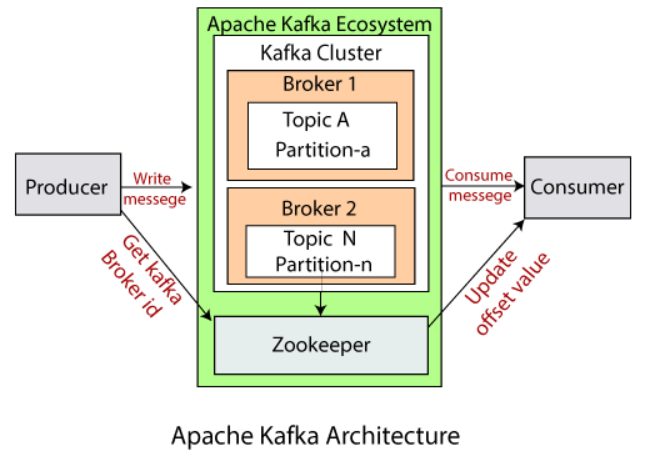 Apache Kafka Ecosystem
Kafka Cluster
Broker 1
Topic A
Partition-a
Producer
Write
messege
Consume
messege
Consumer
Broker 2
Topic N
Partition-n
Get kafka
Broker id
Update
offset value
Zookeeper
Apache Kafka Architecture